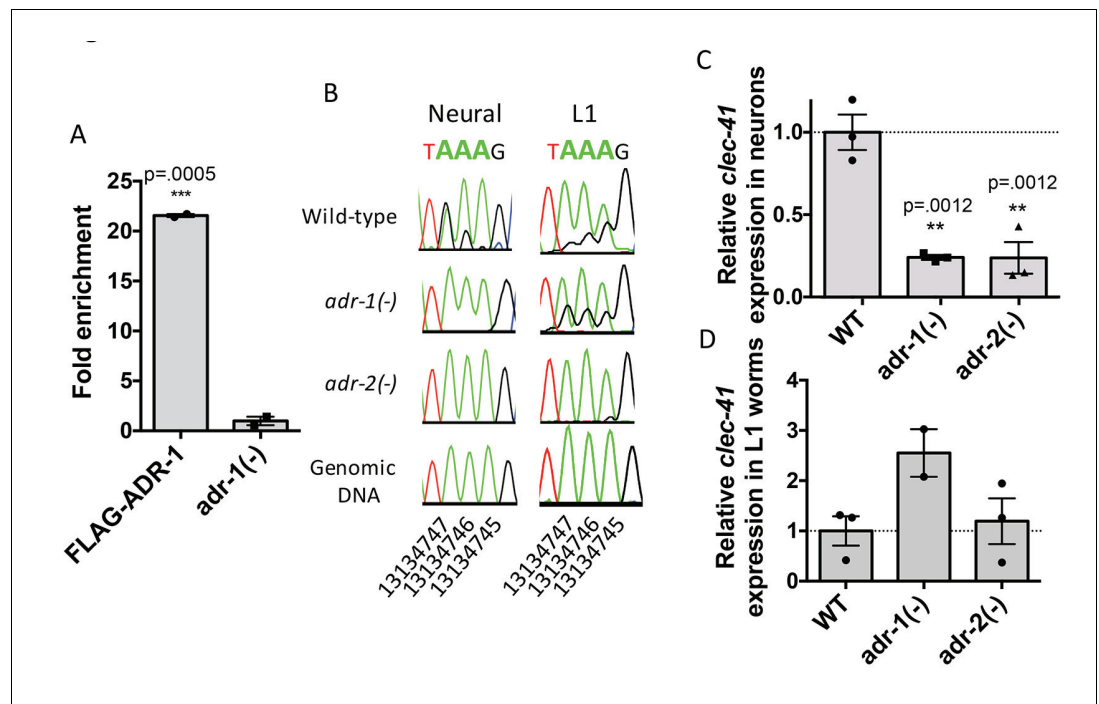 A
Fold enrichment
25
20
15
10
5
0
p=.0005
***
FLAG-ADR-1
adr-1(-)
B
Neural
L1
TAAAG
TAAAG
Wild-type
adr-1(-)
adr-2(-)
Genomic
DNA
13134747
13134746
13134745
13134747
13134746
13134745
C
Relative clec-41
expression in neurons
1.0
0.5
0.0
p=.0012
**
p=.0012
**
WT
adr-1(-)
adr-2(-)
D
Relative clec-41
expression in L1 worms
4
3
2
1
0
WT
adr-1(-)
adr-2(-)